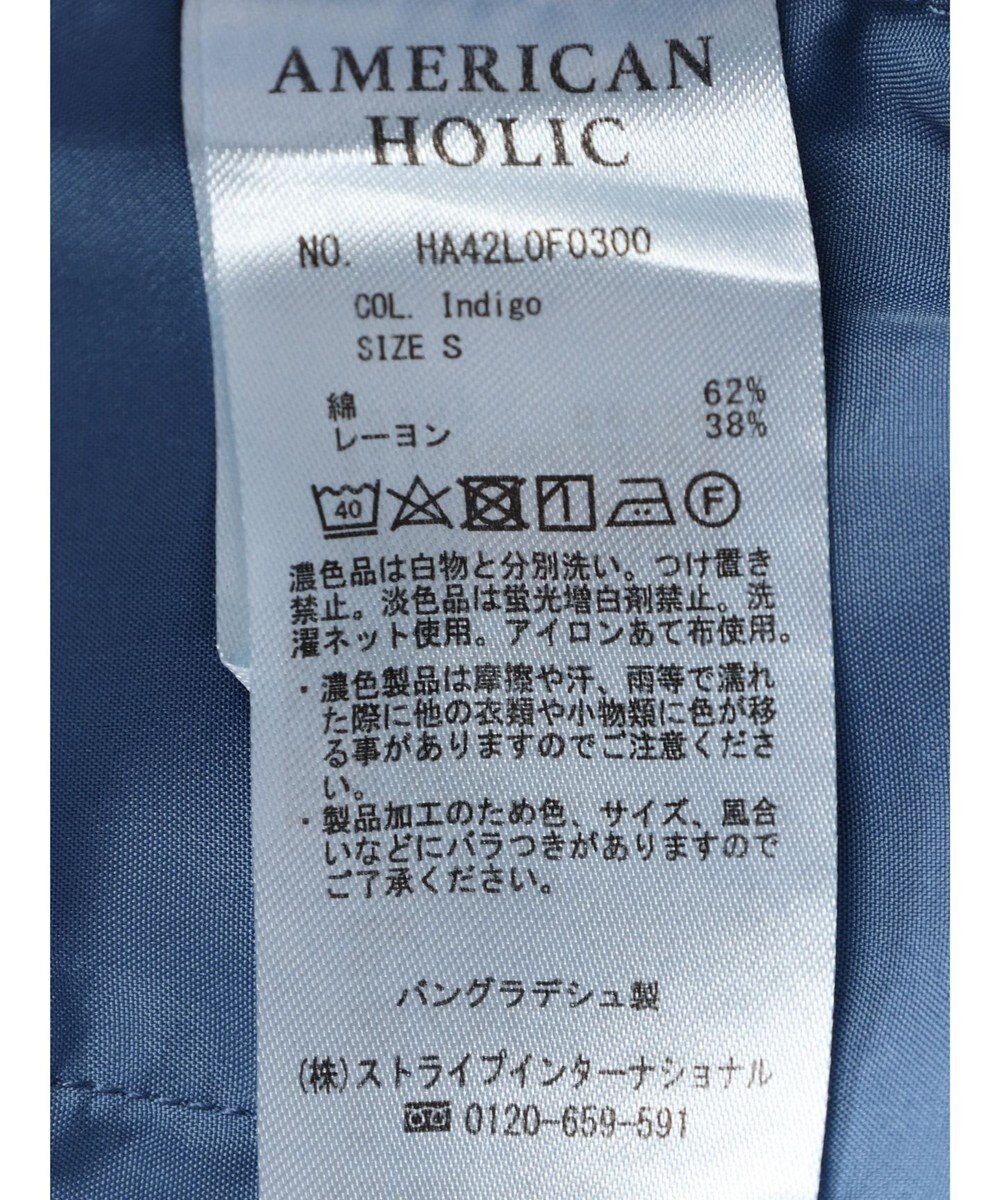 AMERICAN
HOLIC
NO. HA42L0F0300
COL. Indigo
SIZE S
綿 62%
レーヨン 38%
40 1 F
濃色品は白物と分別洗い。つけ置き
禁止。淡色品は蛍光増白剤禁止。洗
濯ネット使用。アイロンあて布使用。
・濃色製品は摩擦や汗、雨等で濡れ
た際に他の衣類や小物類に色が移
る事がありますのでご注意くださ
い。
・製品加工のため色、サイズ、風合
いなどにバラつきがありますので
ご了承ください。
バングラデシュ製
(株)ストライプインターナショナル
0120-659-591